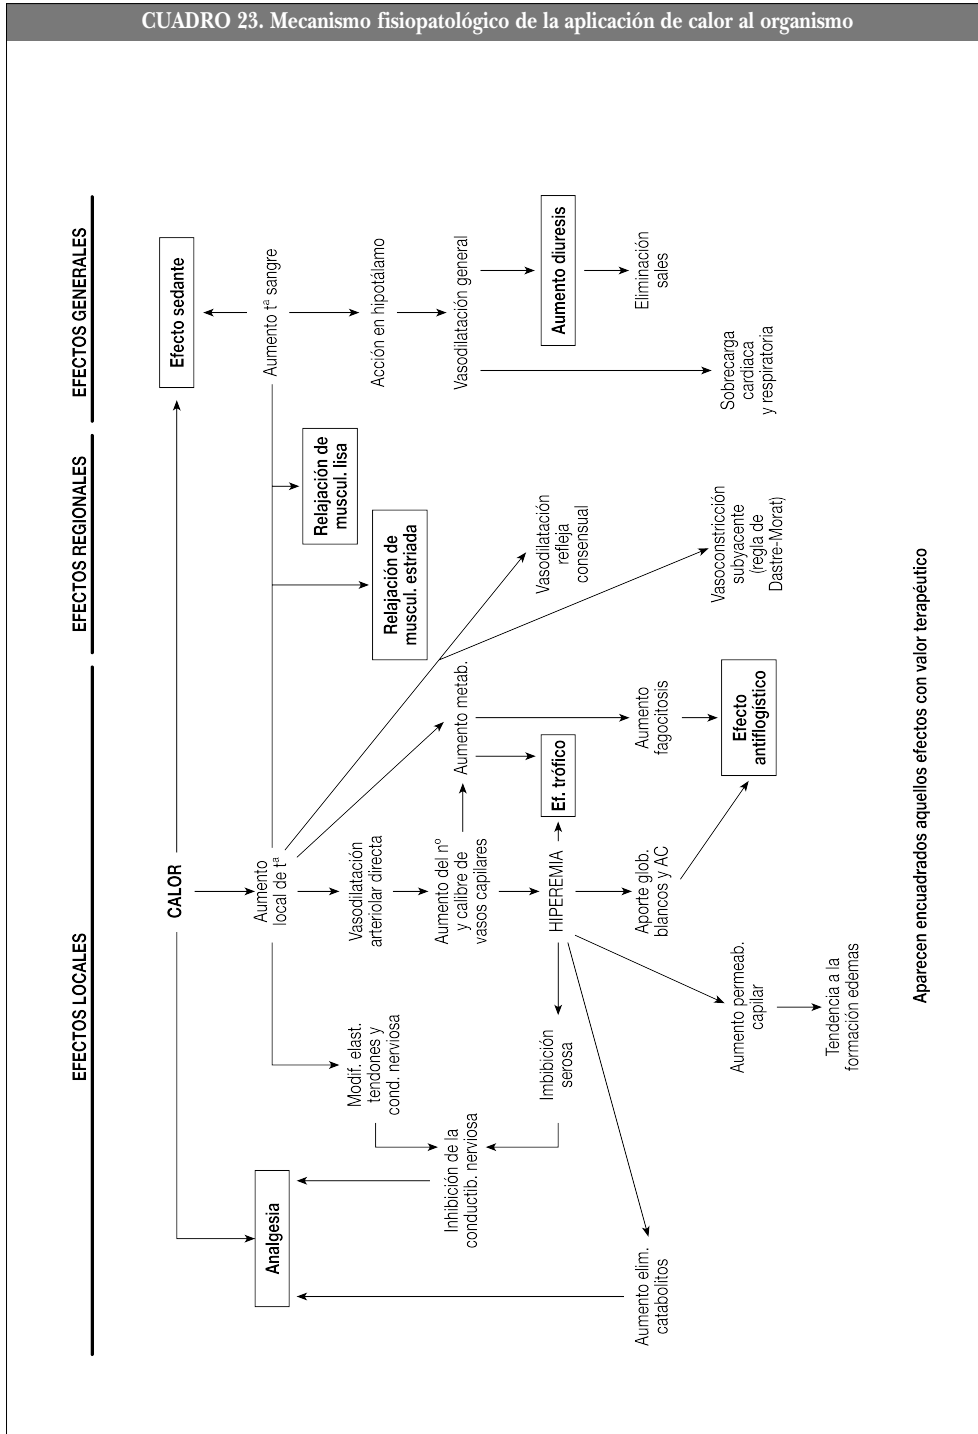 CUADRO 23. Mecanismo fisiopatológico de la aplicación de calor al organismo
EFECTOS LOCALES
EFECTOS REGIONALES
EFECTOS GENERALES
CALOR
Analgesia
Aumento
local de tª
Aumento tª sangre
Efecto sedante
Modif. elast.
tendones y
cond. nerviosa
Vasodilatación
arteriolar directa
Relajación de
muscul. lisa
Relajación de
muscul. estriada
Acción en hipotálamo
Inhibición de la
conductib. nerviosa
Aumento del nº
y calibre de
vasos capilares
Aumento metab.
Vasodilatación general
Imbibición
serosa
HIPEREMIA
Ef. trófico
Vasodilatación
refleja
consensual
Aumento diuresis
Aumento elim.
catabolitos
Aporte glob.
blancos y AC
Aumento
fagocitosis
Eliminación
sales
Aumento permeab.
capilar
Efecto
antiflogístico
Vasoconstricción
subyacente
(regla de
Dastre-Morat)
Sobrecarga
cardiaca
y respiratoria
Tendencia a la
formación edemas
Aparecen encuadrados aquellos efectos con valor terapéutico